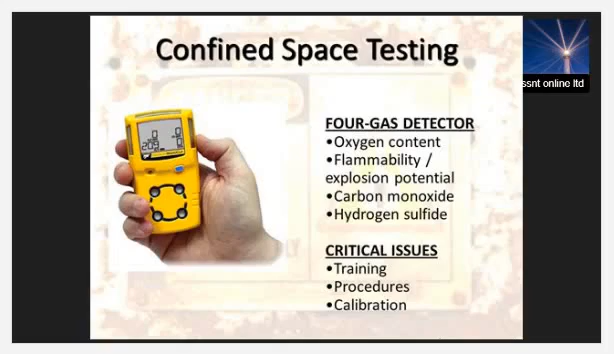 Confined Space Testing
ssnt online ltd
FOUR-GAS DETECTOR
•Oxygen content
•Flammability /
explosion potential
•Carbon monoxide
•Hydrogen sulfide
CRITICAL ISSUES
•Training
•Procedures
•Calibration